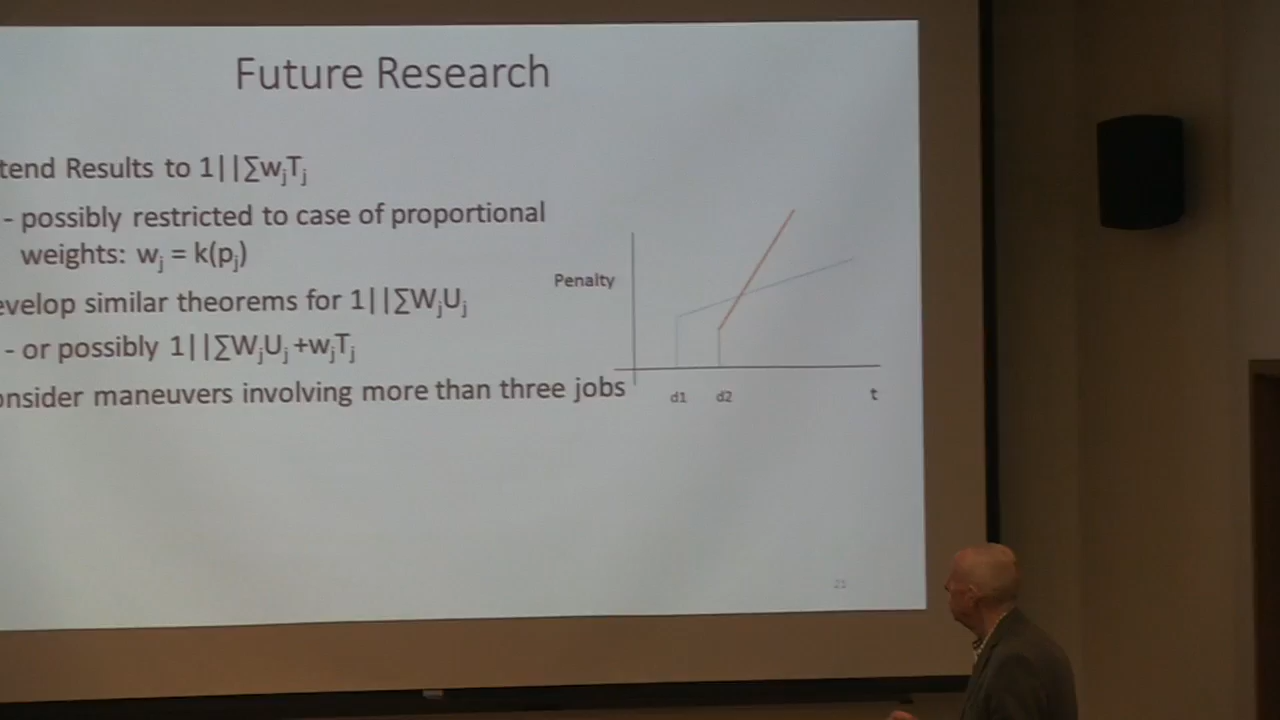 Future Research
tend Results to 1||∑wjTj
- possibly restricted to case of proportional
weights: wj = k(pj)
evelop similar theorems for 1||∑WjUj
- or possibly 1||∑WjUj +wjTj
onsider maneuvers involving more than three jobs
Penalty
d1 d2 t
21